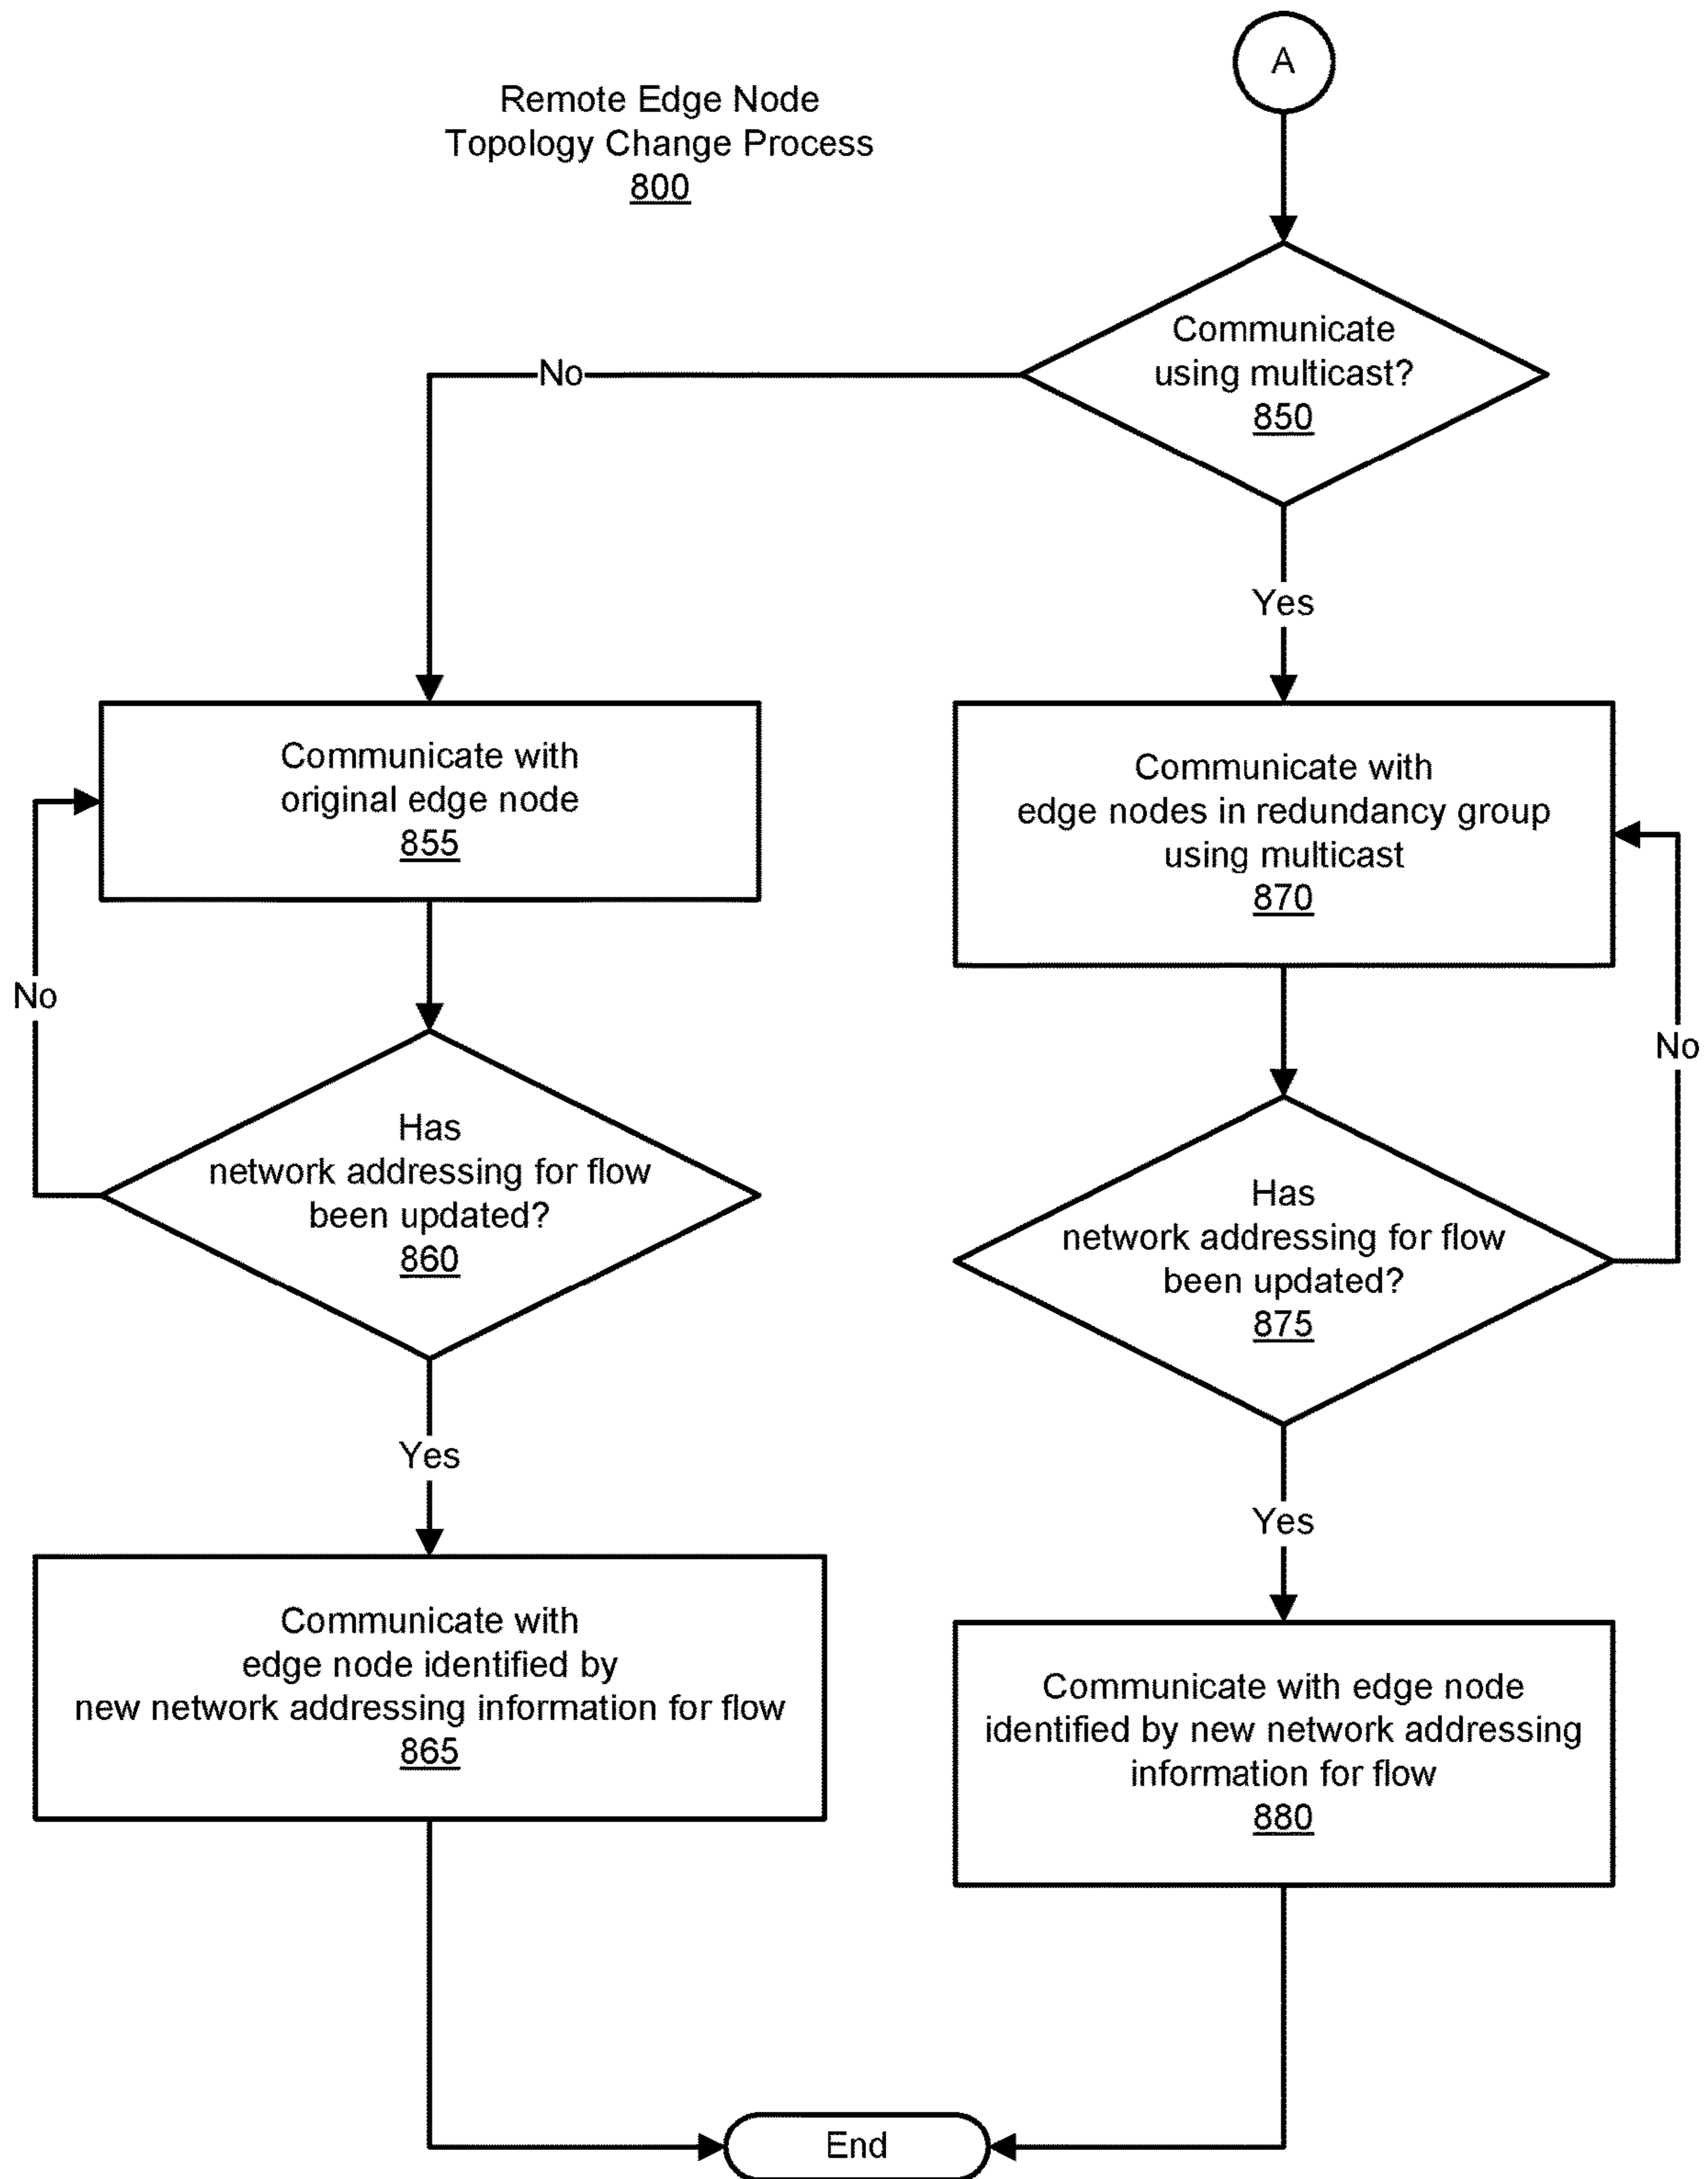 A
Remote Edge Node
Topology Change Process
800
Communicate
using multicast?
850
No
Yes
Communicate with
original edge node
855
Communicate with
edge nodes in redundancy group
using multicast
870
No
No
Has
network addressing for flow
been updated?
860
Has
network addressing for flow
been updated?
875
Yes
Yes
Communicate with
edge node identified by
new network addressing information for flow
865
Communicate with edge node
identified by new network addressing
information for flow
880
End